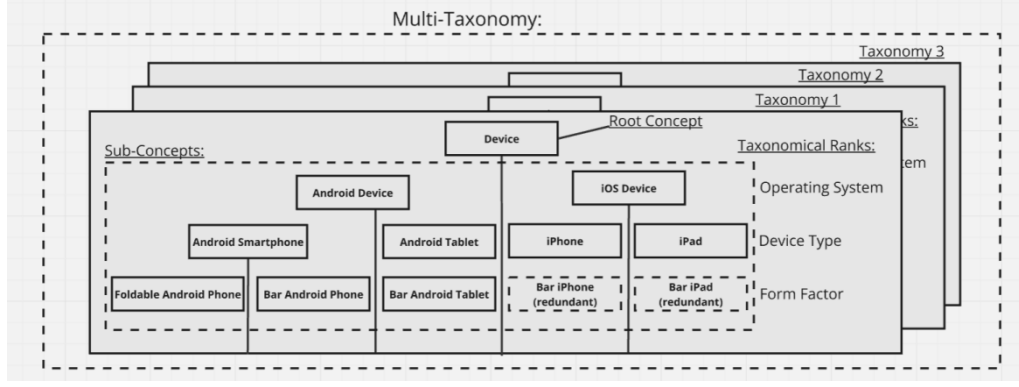 Multi-Taxonomy:
Taxonomy 3
Taxonomy 2
Taxonomy 1
Root Concept
Device
Sub-Concepts:
Taxonomical Ranks:
ks:
tem
Android Device
iOS Device
Operating System
Android Smartphone
Android Tablet
iPhone
iPad
Device Type
Foldable Android Phone
Bar Android Phone
Bar Android Tablet
Bar iPhone
(redundant)
Bar iPad
(redundant)
Form Factor